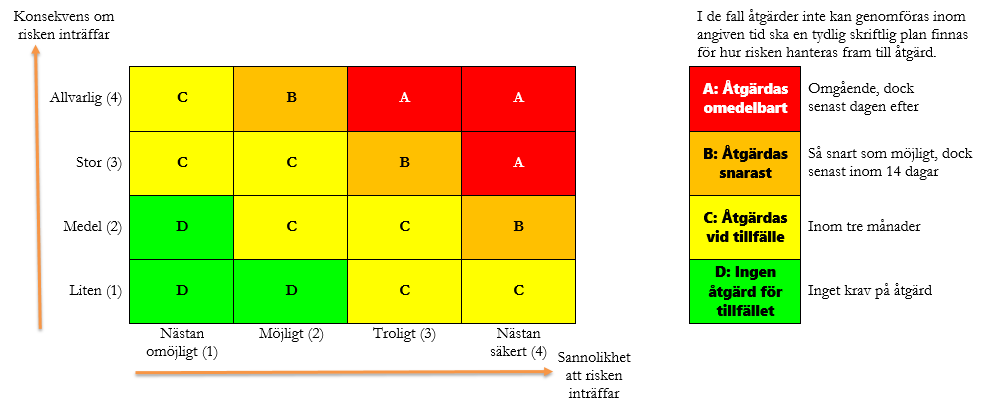 Konsekvens om
risken inträffar
I de fall åtgärder inte kan genomföras inom
angiven tid ska en tydlig skriftlig plan finnas
för hur risken hanteras fram till åtgärd.
Allvarlig (4)
C
B
A
A
Stor (3)
C
C
B
A
Medel (2)
D
C
C
B
Liten (1)
D
D
C
C
Nästan
omöjligt (1)
Möjligt (2)
Troligt (3)
Nästan
säkert (4)
Sannolikhet
att risken
inträffar
A: Åtgärdas
omedelbart
Omgående, dock
senast dagen efter
B: Åtgärdas
snarast
Så snart som möjligt, dock
senast inom 14 dagar
C: Åtgärdas
vid tillfälle
Inom tre månader
D: Ingen
åtgärd för
tillfället
Inget krav på åtgärd